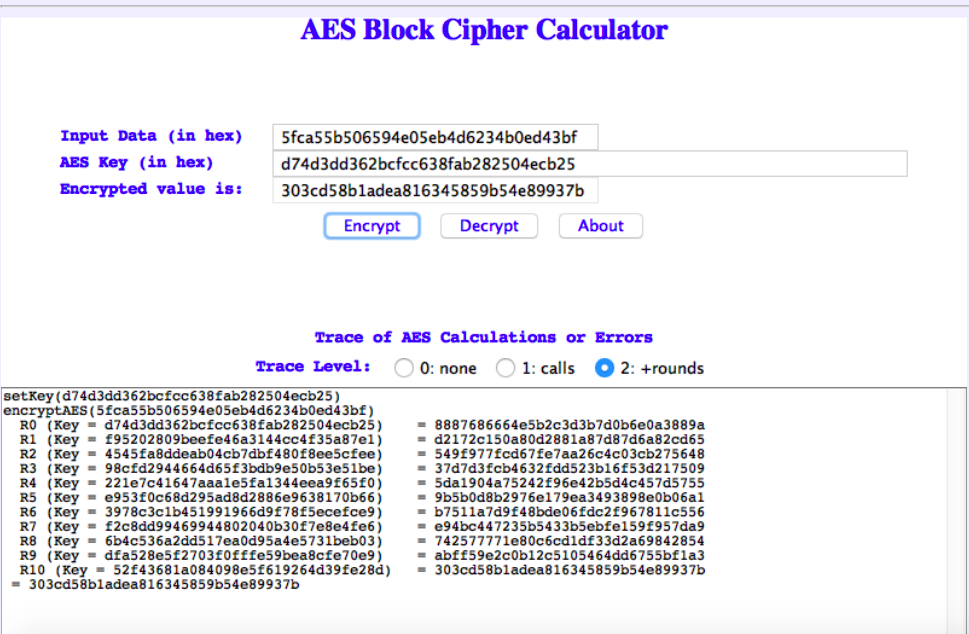 AES Block Cipher Calculator
Input Data (in hex) 5fca55b506594e05eb4d6234b0ed43bf
AES Key (in hex) d74d3dd362bcfcc638fab282504ecb25
Encrypted value is: 303cd58b1adea816345859b54e89937b
Encrypt Decrypt About
Trace of AES Calculations or Errors
Trace Level: 0: none 1: calls 2: +rounds
setKey(d74d3dd362bcfcc638fab282504ecb25)
encryptAES(5fca55b506594e05eb4d6234b0ed43bf)
R0 (Key = d74d3dd362bcfcc638fab282504ecb25) = 8887686664e5b2c3d3b7d0b6e0a3889a
R1 (Key = f95202809beefe46a3144cc4f35a87e1) = d2172c150a80d2881a87d87d6a82cd65
R2 (Key = 4545fa8ddeab04cb7dbf480f8ee5cfee) = 549f977fcd67fe7aa26c4c03cb275648
R3 (Key = 98cfd2944664d65f3bdb9e50b53e51be) = 37d7d3fcb4632fdd523b16f53d217509
R4 (Key = 221e7c41647aaa1e5fa1344eea9f65f0) = 5da1904a75242f96e42b5d4c457d5755
R5 (Key = e953f0c68d295ad8d2886e9638170b66) = 9b5b0d8b2976e179ea3493898e0b06a1
R6 (Key = 3978c3c1b451991966d9f78f5ecefce9) = b7511a7d9f48bde06fdc2f967811c556
R7 (Key = f2c8dd99469944802040b30f7e8e4fe6) = e94bc447235b5433b5ebfe159f957da9
R8 (Key = 6b4c536a2dd517ea0d95a4e5731beb03) = 742577771e80c6cd1df33d2a69842854
R9 (Key = dfa528e5f2703f0fffe59bea8cfe70e9) = abff59e2c0b12c5105464dd6755bf1a3
R10 (Key = 52f43681a084098e5f619264d39fe28d) = 303cd58b1adea816345859b54e89937b
= 303cd58b1adea816345859b54e89937b